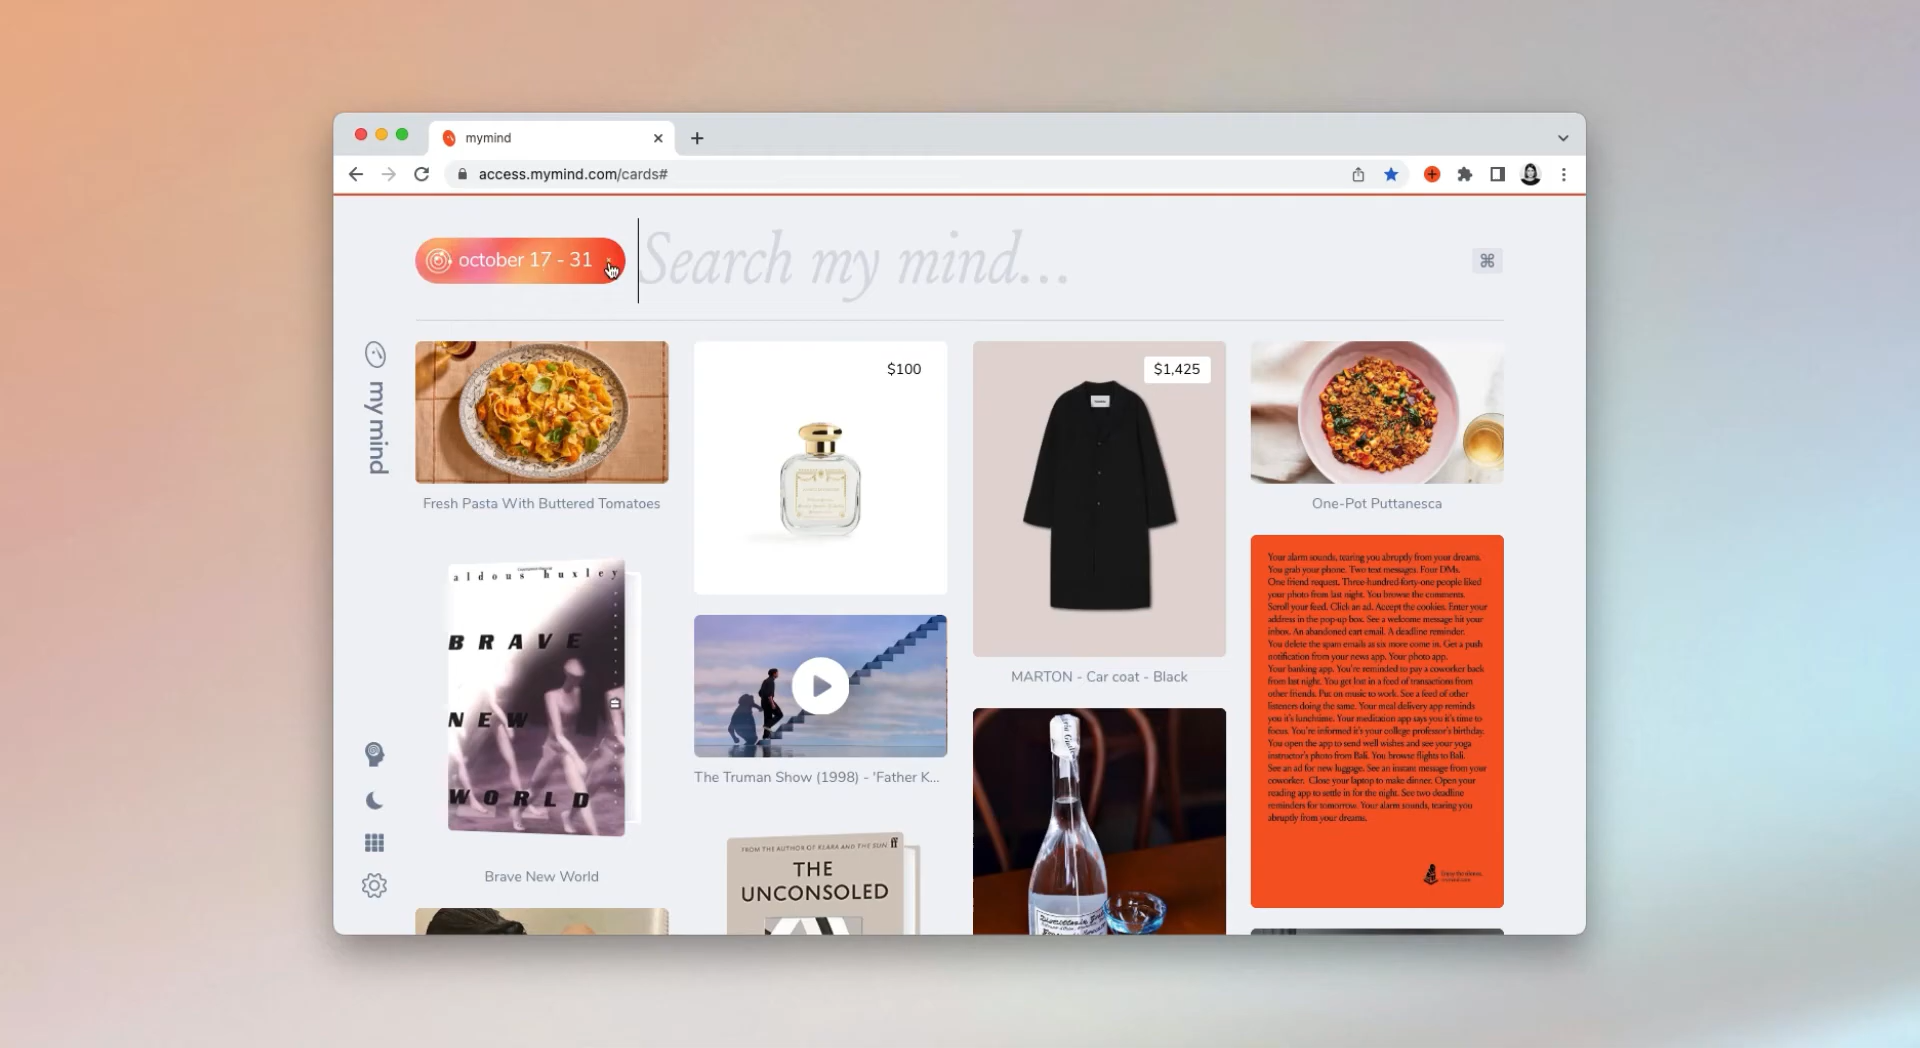 mymind
access.mymind.com/cards#
october 17 - 31
Search my mind...
⌘
my mind
Fresh Pasta With Buttered Tomatoes
$100
$1,425
One-Pot Puttanesca
aldous huxley
BRAVE
NEW
WORLD
Brave New World
The Truman Show (1998) - 'Father K...
FROM THE AUTHOR OF KLARA AND THE SUN
ff
THE
UNCONSOLED
MARTON - Car coat - Black
Your alarm sounds, tearing you abruptly from your dreams.
You grab your phone. Two text messages. Four DMs.
One friend request. Three-hundred-forty-one people liked
your photo from last night. You browse the comments.
Scroll your feed. Click an ad. Accept the cookies. Enter your
address in the pop-up box. See a welcome message hit your
inbox. An abandoned cart email. A deadline reminder.
You delete the spam emails as six more come in. Get a push
notification from your news app. Your photo app.
Your banking app. You're reminded to pay a coworker back
from last night. You get lost in a feed of transactions from
other friends. Put on music to work. See a feed of other
listeners doing the same. Your meal delivery app reminds
you it's lunchtime. Your meditation app says you it's time to
focus. You're informed it's your college professor's birthday.
You open the app to send well wishes and see your yoga
instructor's photo from Bali. You browse flights to Bali.
See an ad for new luggage. See an instant message from your
coworker. Close your laptop to make dinner. Open your
reading app to settle in for the night. See two deadline
reminders for tomorrow. Your alarm sounds, tearing you
abruptly from your dreams.
Enjoy the silence.